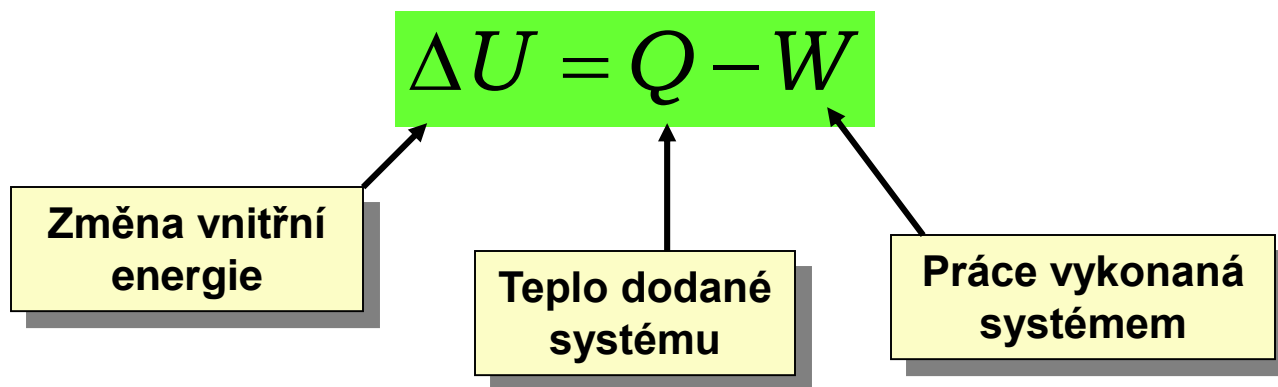 ΔU = Q − W
Změna vnitřní
energie
Teplo dodané
systému
Práce vykonaná
systémem